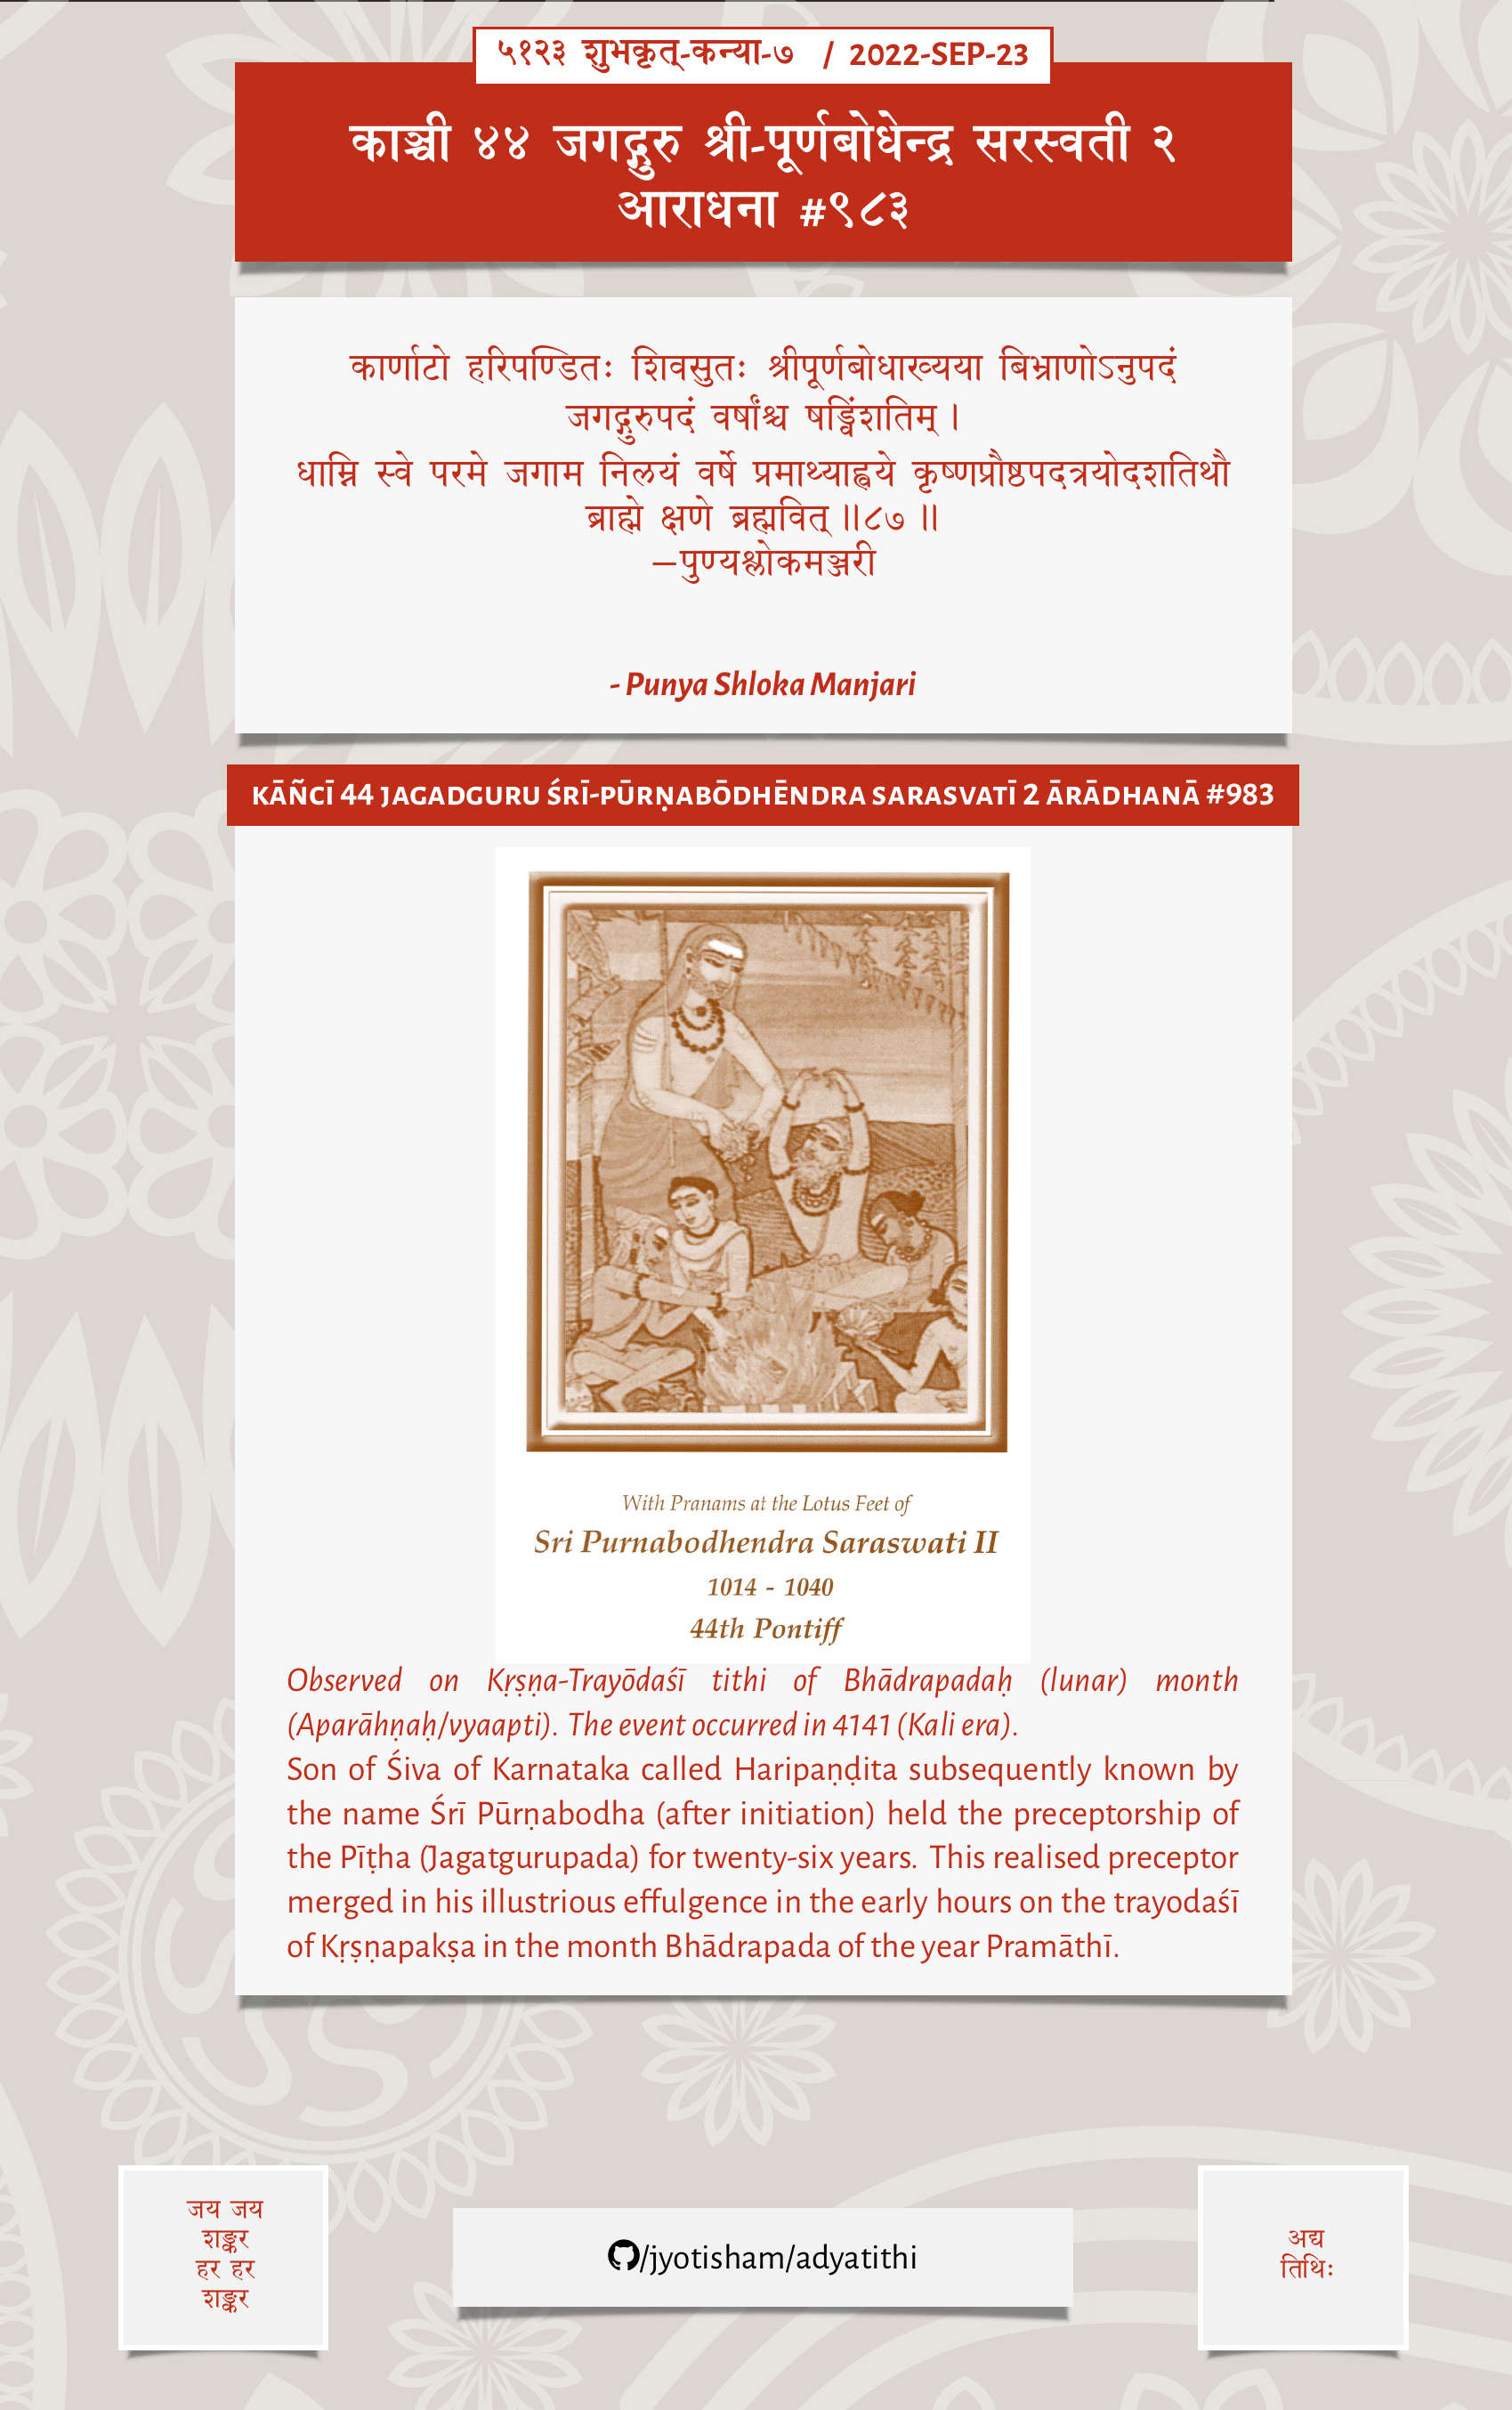 ५१२३ शुभकृत्-कन्या-७ / 2022-SEP-23
काञ्ची ४४ जगद्गुरु श्री-पूर्णबोधेन्द्र सरस्वती २
आराधना #९८३
कार्णाटो हरिपण्डितः शिवसुतः श्रीपूर्णबोधाख्यया बिभ्राणोऽनुपदं
जगद्गुरुपदं वर्षांश्च षड्विंशतिम्।
धाम्नि स्वे परमे जगाम निलयं वर्षे प्रमाथ्याह्वये कृष्णप्रौष्ठपदत्रयोदशतिथौ
ब्राह्मे क्षणे ब्रह्मवित्॥८७॥
—पुण्यश्लोकमञ्जरी
- Punya Shloka Manjari
KĀÑCĪ 44 JAGADGURU ŚRĪ-PŪRṆABŌDHĒNDRA SARASVATĪ 2 ĀRĀDHANĀ #983
With Pranams at the Lotus Feet of
Sri Purnabodhendra Saraswati II
1014 - 1040
44th Pontiff
Observed on Kṛṣṇa-Trayōdaśī tithi of Bhādrapadaḥ (lunar) month
(Aparāhṇaḥ/vyaapti). The event occurred in 4141 (Kali era).
Son of Śiva of Karnataka called Haripaṇḍita subsequently known by
the name Śrī Pūrṇabodha (after initiation) held the preceptorship of
the Pīṭha (Jagatgurupada) for twenty-six years. This realised preceptor
merged in his illustrious effulgence in the early hours on the trayodaśī
of Kṛṣṇapakṣa in the month Bhādrapada of the year Pramāthī.
जय जय
शङ्कर
हर हर
शङ्कर
/jyotisham/adyatithi
अद्य
तिथिः